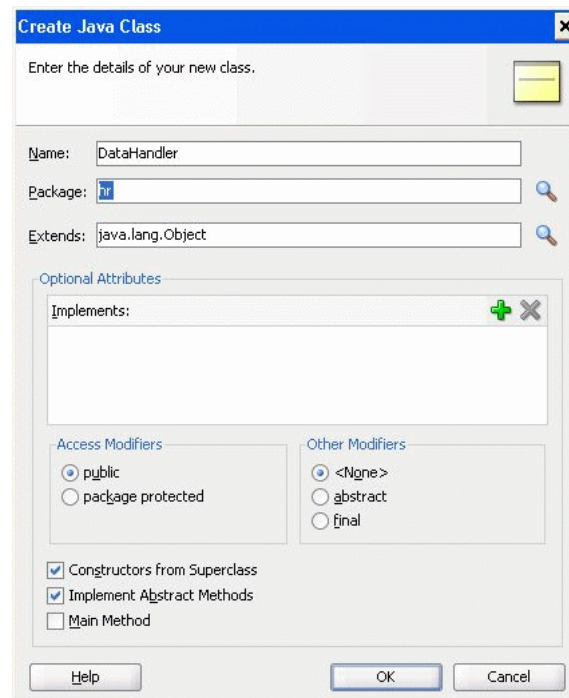 Create Java Class
Enter the details of your new class.
Name: DataHandler
Package: hr
Extends: java.lang.Object
Optional Attributes
Implements:
Access Modifiers
public
package protected
Other Modifiers
<None>
abstract
final
Constructors from Superclass
Implement Abstract Methods
Main Method
Help OK Cancel